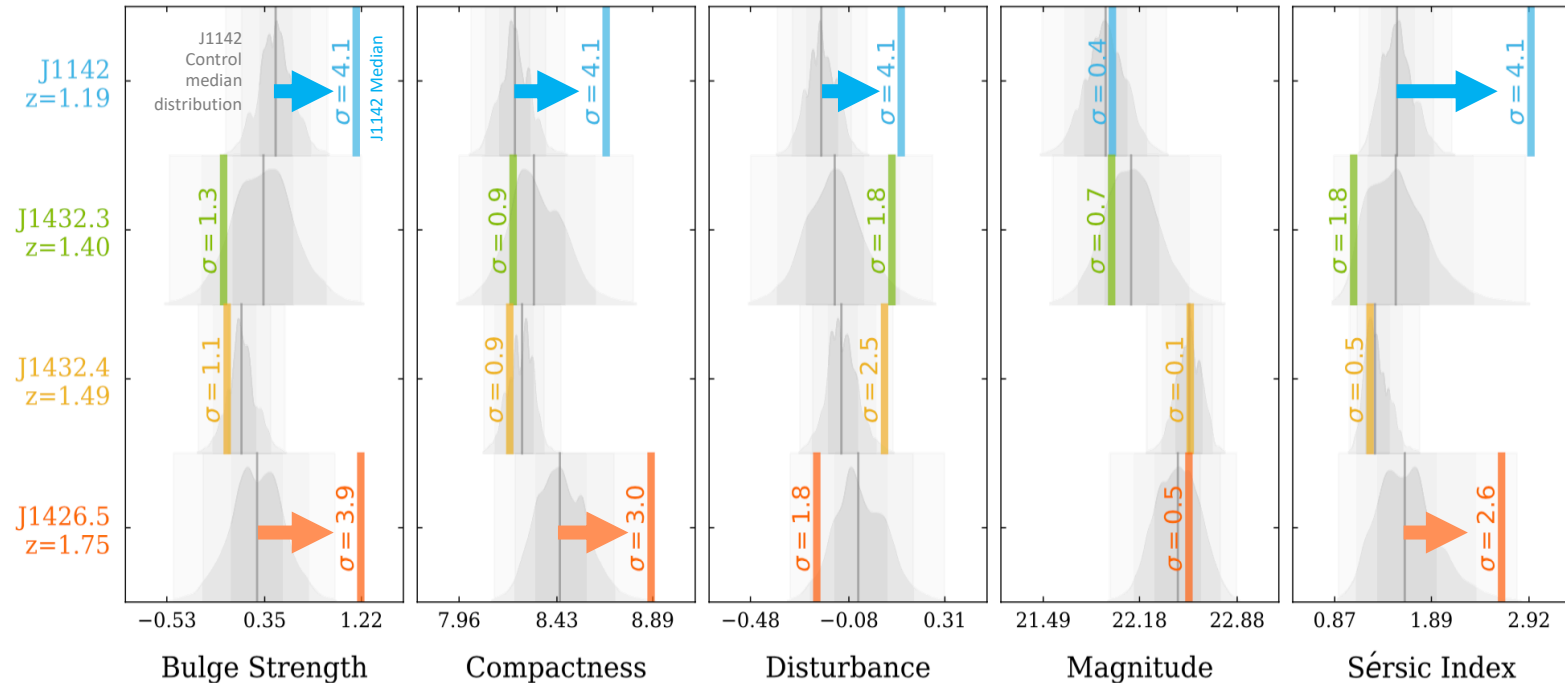 J1142
z=1.19
J1142
Control
median
distribution
σ = 4.1
J1142 Median
σ = 4.1
σ = 4.1
σ = 0.4
σ = 4.1
J1432.3
z=1.40
σ = 1.3
σ = 0.9
σ = 1.8
σ = 0.7
σ = 1.8
J1432.4
z=1.49
σ = 1.1
σ = 0.9
σ = 2.5
σ = 0.1
σ = 0.5
J1426.5
z=1.75
σ = 3.9
σ = 3.0
σ = 1.8
σ = 0.5
σ = 2.6
−0.53 0.35 1.22
7.96 8.43 8.89
−0.48 −0.08 0.31
21.49 22.18 22.88
0.87 1.89 2.92
Bulge Strength
Compactness
Disturbance
Magnitude
Sérsic Index